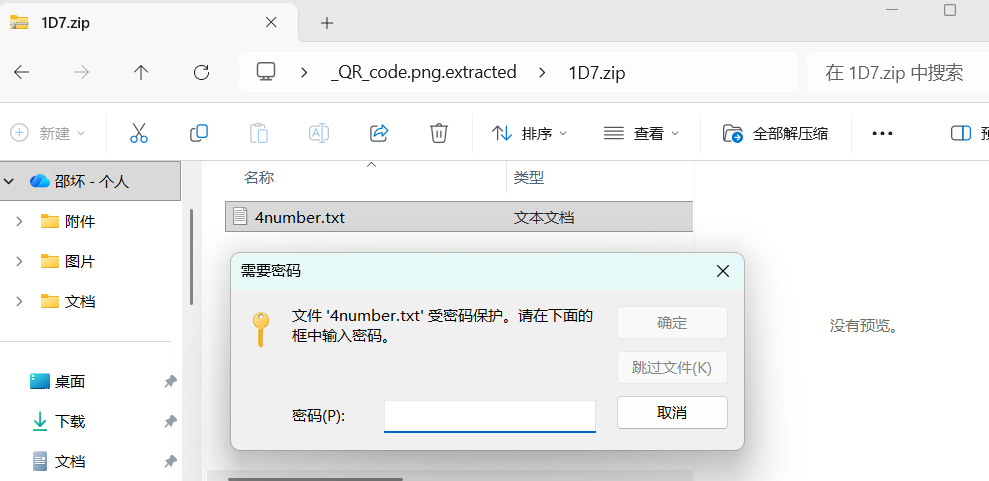 1D7.zip
_QR_code.png.extracted
1D7.zip
在 1D7.zip 中搜索
新建
排序
查看
全部解压缩
邵坏 - 个人
附件
图片
文档
桌面
下载
文档
名称
类型
4number.txt
文本文档
需要密码
文件 '4number.txt' 受密码保护。请在下面的
框中输入密码。
确定
跳过文件(K)
密码(P):
取消
没有预览。